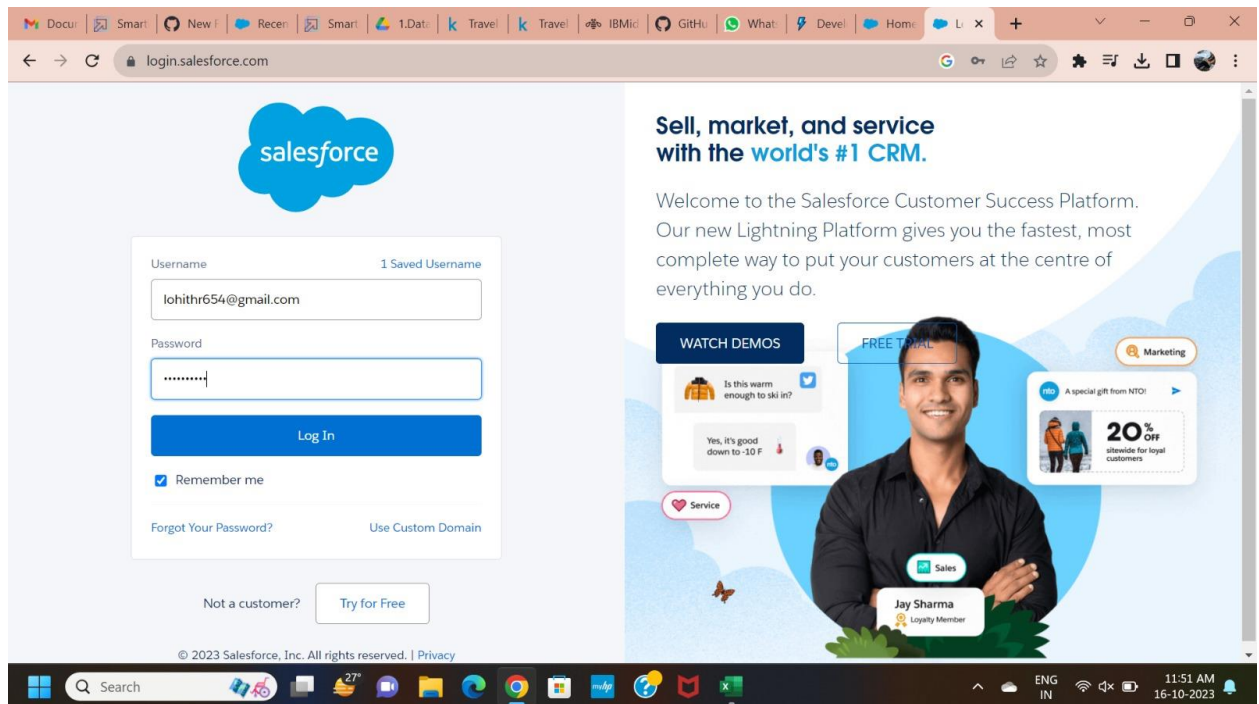 Docur
Smart
New F
Recen
Smart
1.Data
Travel
Travel
IBMid
GitHu
What
Devel
Home
Lo
login.salesforce.com
salesforce
Username
1 Saved Username
lohithr654@gmail.com
Password
Log In
Remember me
Forgot Your Password?
Use Custom Domain
Not a customer?
Try for Free
© 2023 Salesforce, Inc. All rights reserved. | Privacy
Sell, market, and service
with the world's #1 CRM.
Welcome to the Salesforce Customer Success Platform.
Our new Lightning Platform gives you the fastest, most
complete way to put your customers at the centre of
everything you do.
WATCH DEMOS
FREE TRIAL
Is this warm
enough to ski in?
Yes, it's good
down to -10 F
nto
Service
Marketing
nto
A special gift from NTO!
20% OFF
sitewide for loyal
customers
Sales
Jay Sharma
Loyalty Member
Search
27°
myhp
ENG
IN
11:51 AM
16-10-2023